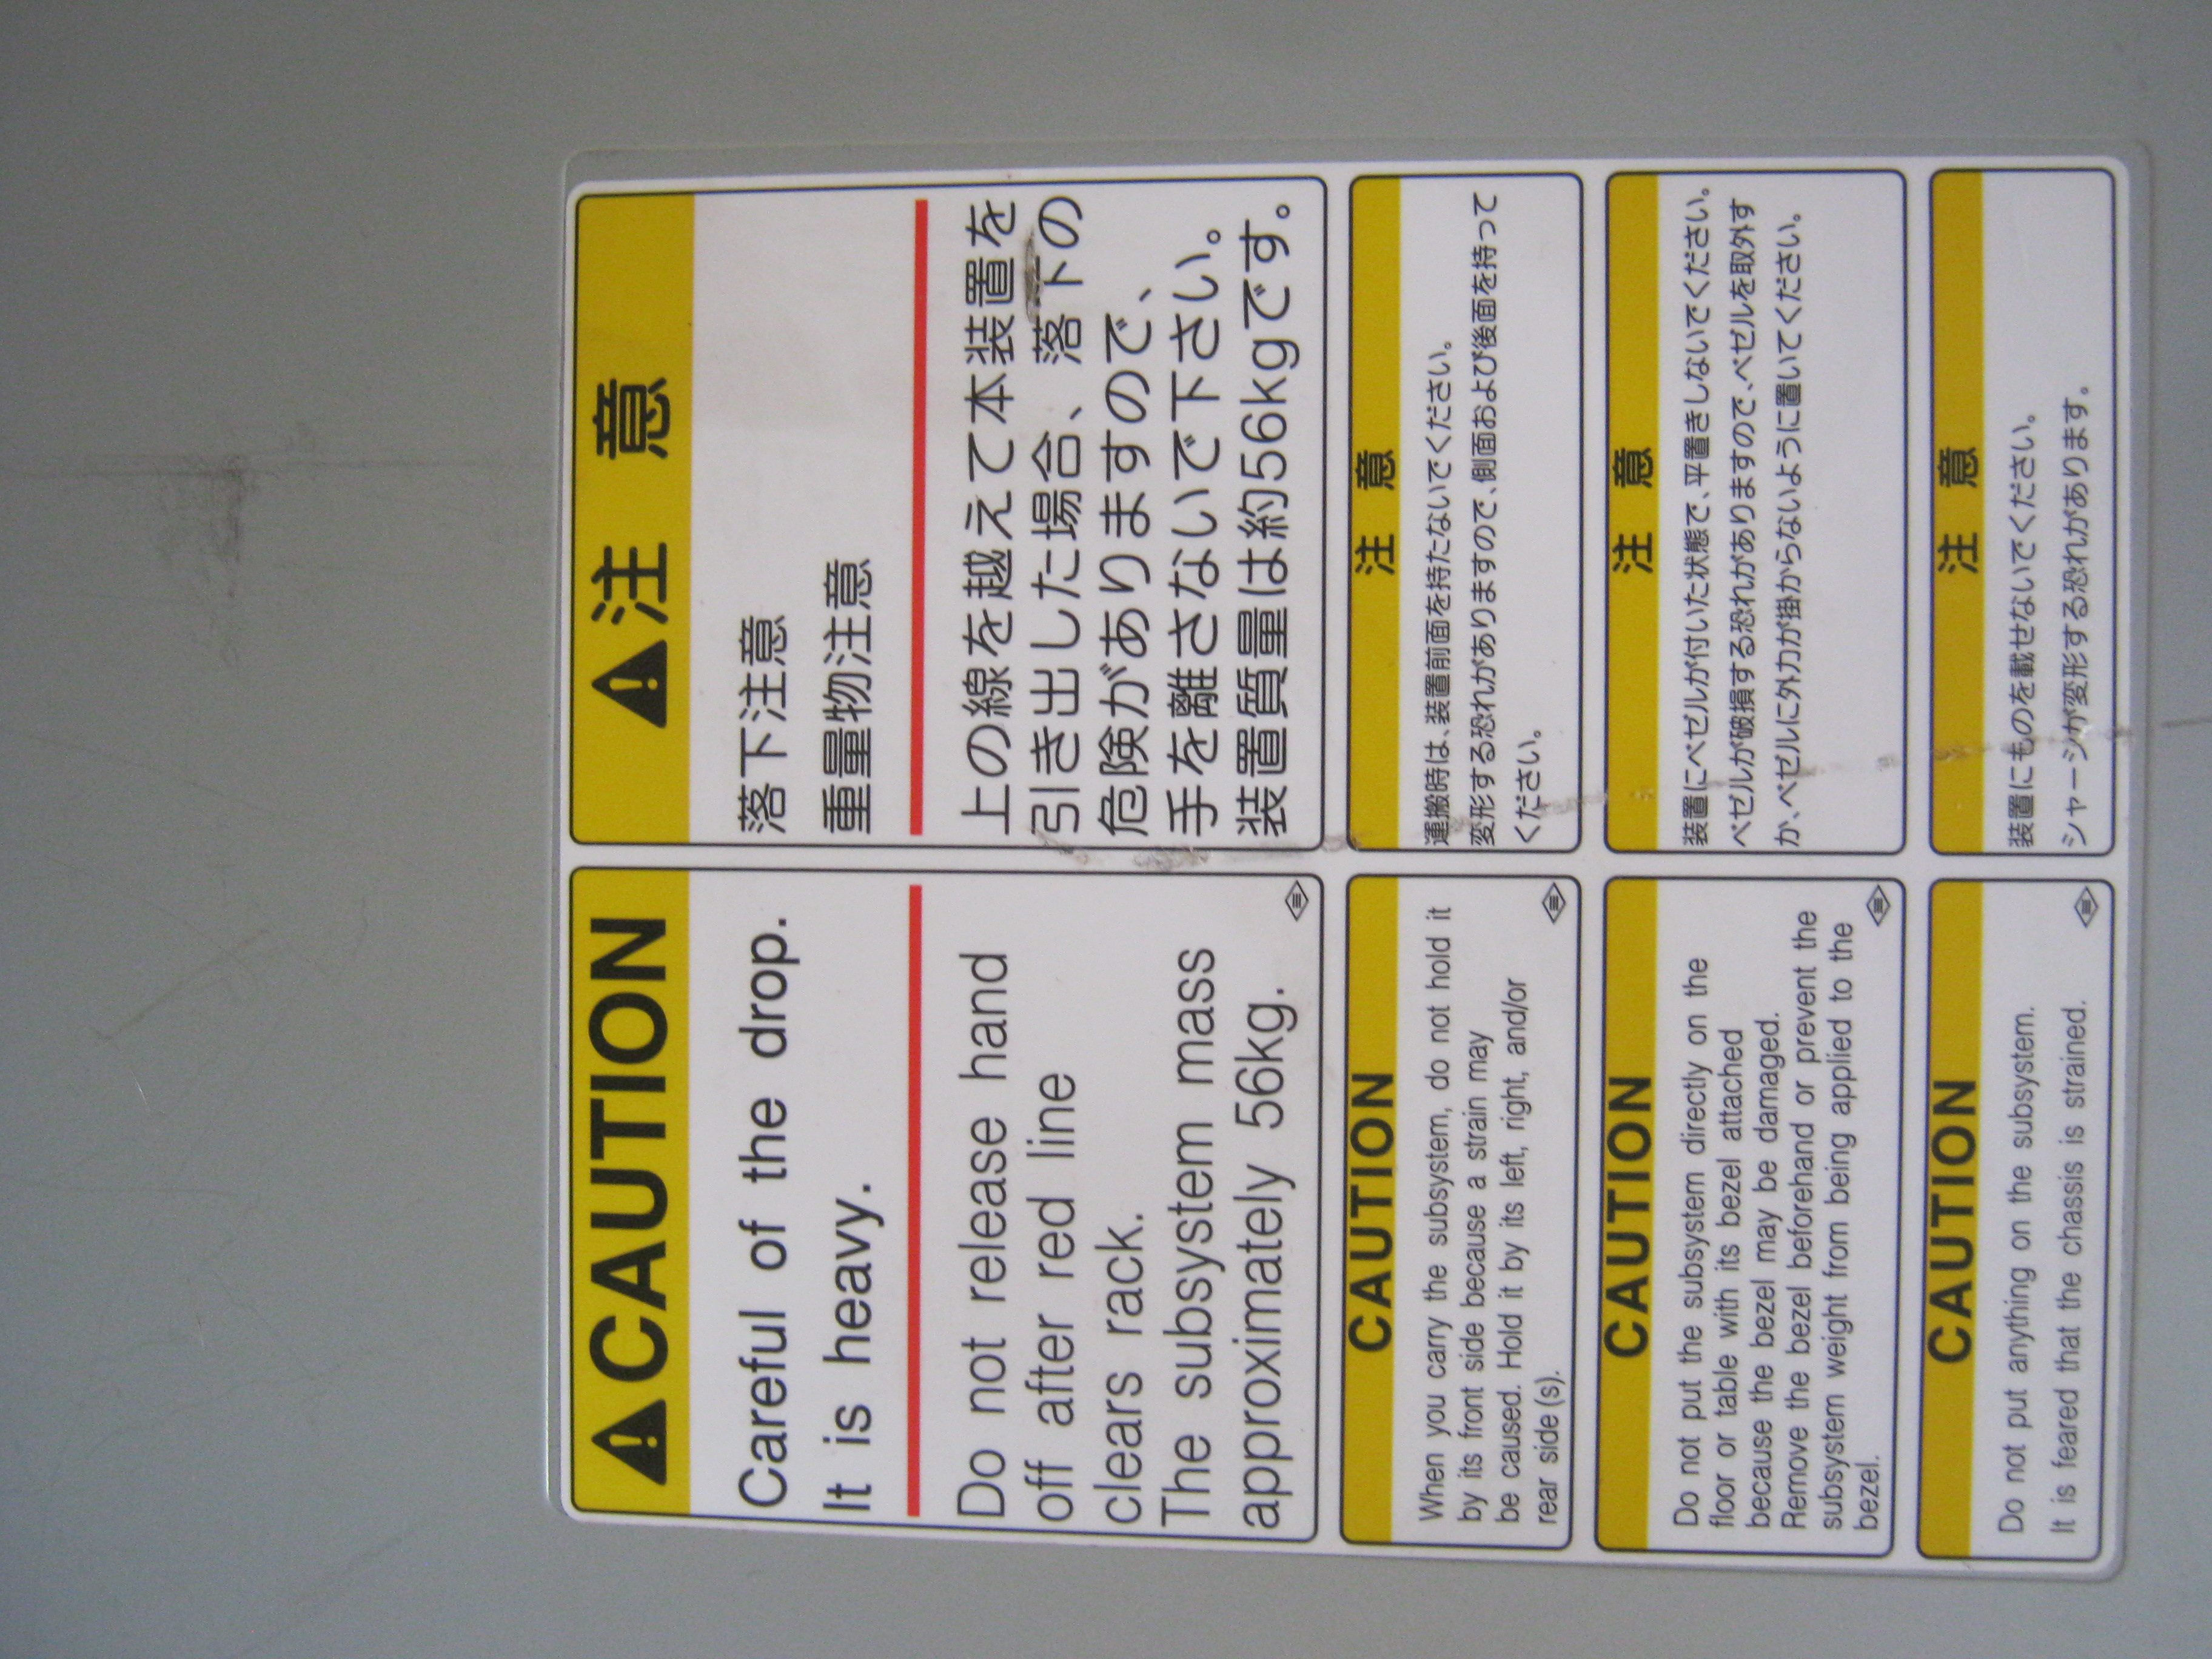 CAUTION
Careful of the drop.
It is heavy.
Do not release hand
off after red line
clears rack.
The subsystem mass
approximately 56kg.
注 意
落下注意
重量物注意
上の線を越えて本装置を
引き出した場合、落下の
危険がありますので、
手を離さないで下さい。
装置質量は約56kgです。
CAUTION
When you carry the subsystem, do not hold it
by its front side because a strain may
be caused. Hold it by its left, right, and/or
rear side(s).
注 意
運搬時は、装置前面を持たないでください。
変形する恐れがありますので、側面および後面を持って
ください。
CAUTION
Do not put the subsystem directly on the
floor or table with its bezel attached
because the bezel may be damaged.
Remove the bezel beforehand or prevent the
subsystem weight from being applied to the
bezel.
注 意
装置にベゼルが付いた状態で、平置きしないでください。
ベゼルが破損する恐れがありますので、ベゼルを取外す
か、ベゼルに外力が掛からないように置いてください。
CAUTION
Do not put anything on the subsystem.
It is feared that the chassis is strained.
注 意
装置にものを載せないでください。
シャーシが変形する恐れがあります。